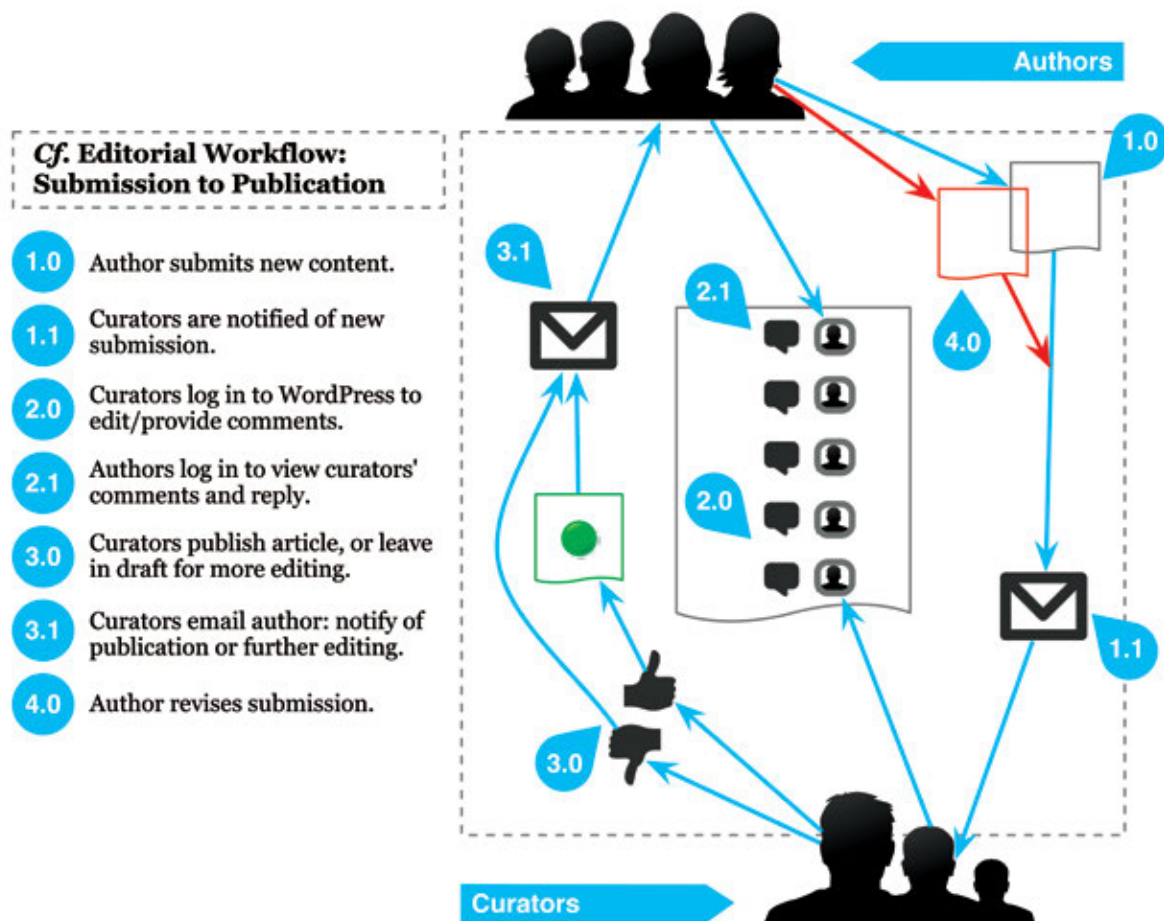 Authors
Cf. Editorial Workflow:
Submission to Publication
1.0
Author submits new content.
1.1
Curators are notified of new
submission.
2.0
Curators log in to WordPress to
edit/provide comments.
2.1
Authors log in to view curators'
comments and reply.
3.0
Curators publish article, or leave
in draft for more editing.
3.1
Curators email author: notify of
publication or further editing.
4.0
Author revises submission.
1.0
3.1
2.1
4.0
2.0
1.1
3.0
Curators